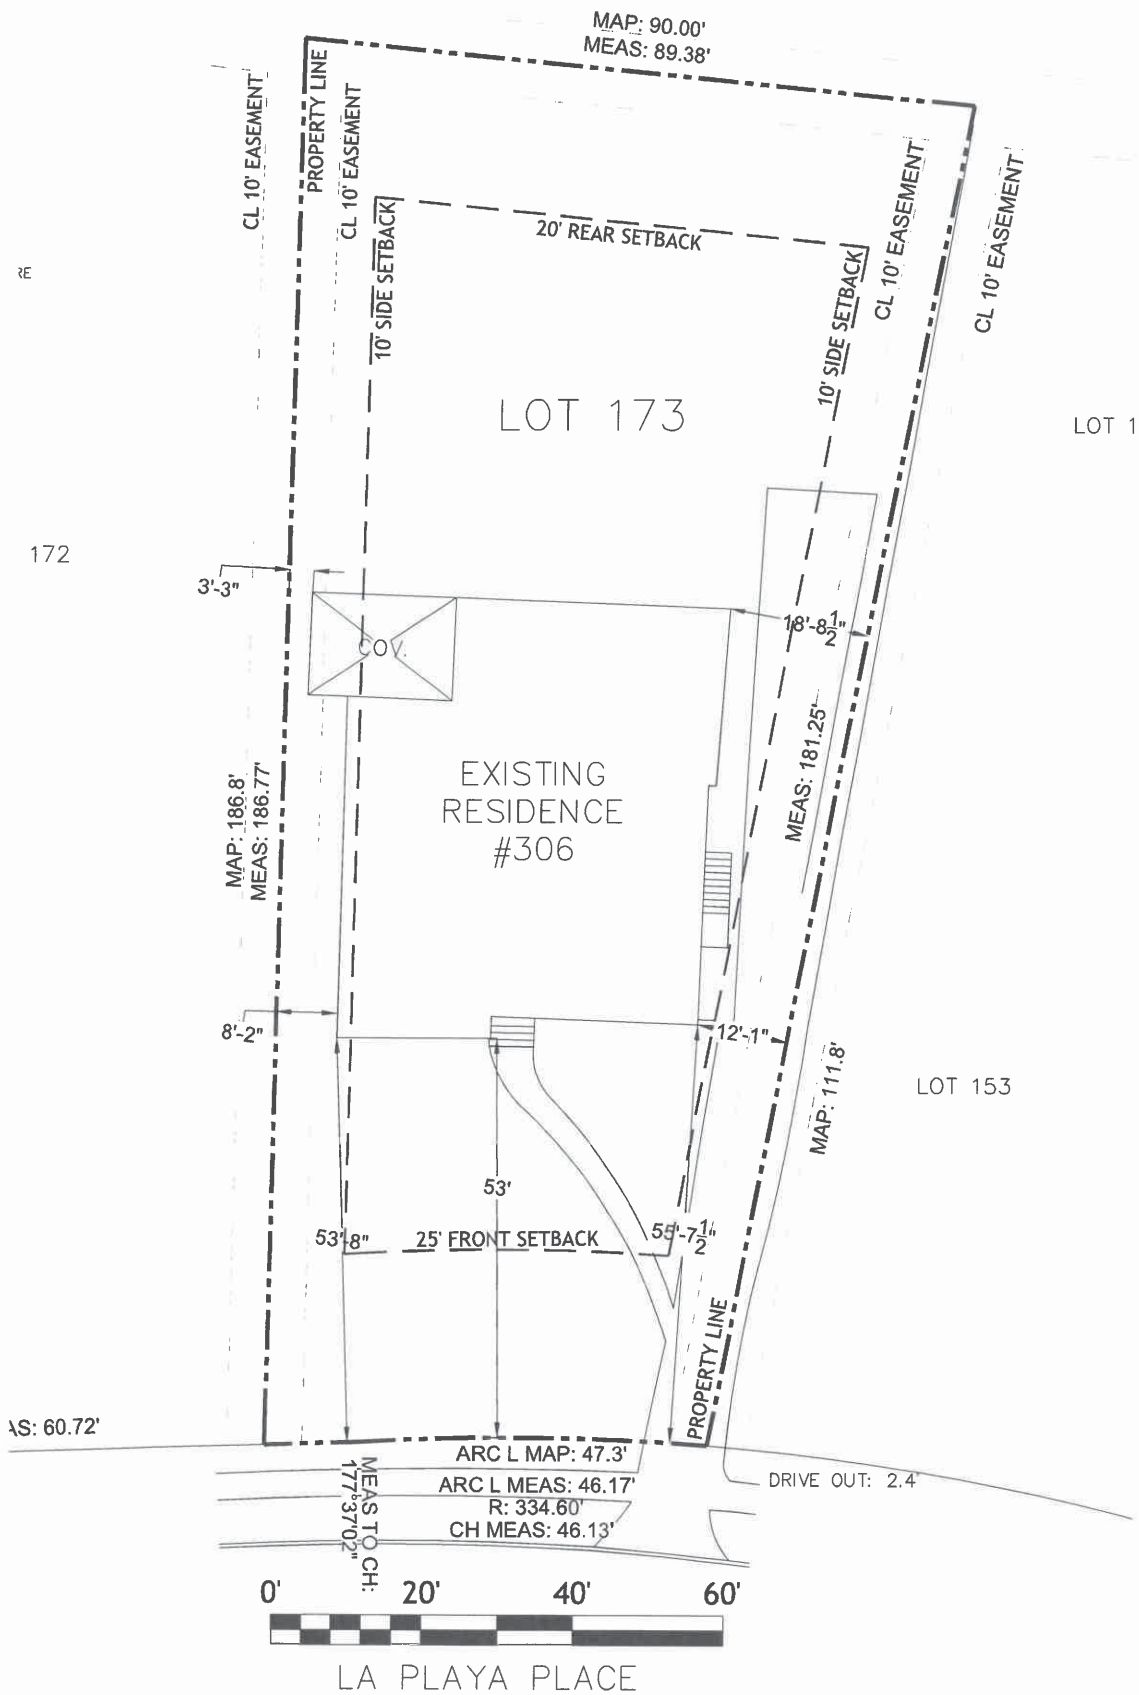 MAP: 90.00'
MEAS: 89.38'
CL 10' EASEMENT
PROPERTY LINE
CL 10' EASEMENT
10' SIDE SETBACK
20' REAR SETBACK
10' SIDE SETBACK
CL 10' EASEMENT
CL 10' EASEMENT
RE
LOT 173
LOT 1
172
3'-3"
COV.
18'-8 1/2"
MEAS: 181.25'
EXISTING
RESIDENCE
#306
MAP: 186.8'
MEAS: 186.77'
8'-2"
12'-1"
MAP: 111.8'
LOT 153
53'
53'-8"
25' FRONT SETBACK
55'-7 1/2"
PROPERTY LINE
AS: 60.72'
ARC L MAP: 47.3'
ARC L MEAS: 46.17'
R: 334.60'
CH MEAS: 46.13'
MEAS TO CH:
177°37'02"
DRIVE OUT: 2.4'
0' 20' 40' 60'
LA PLAYA PLACE